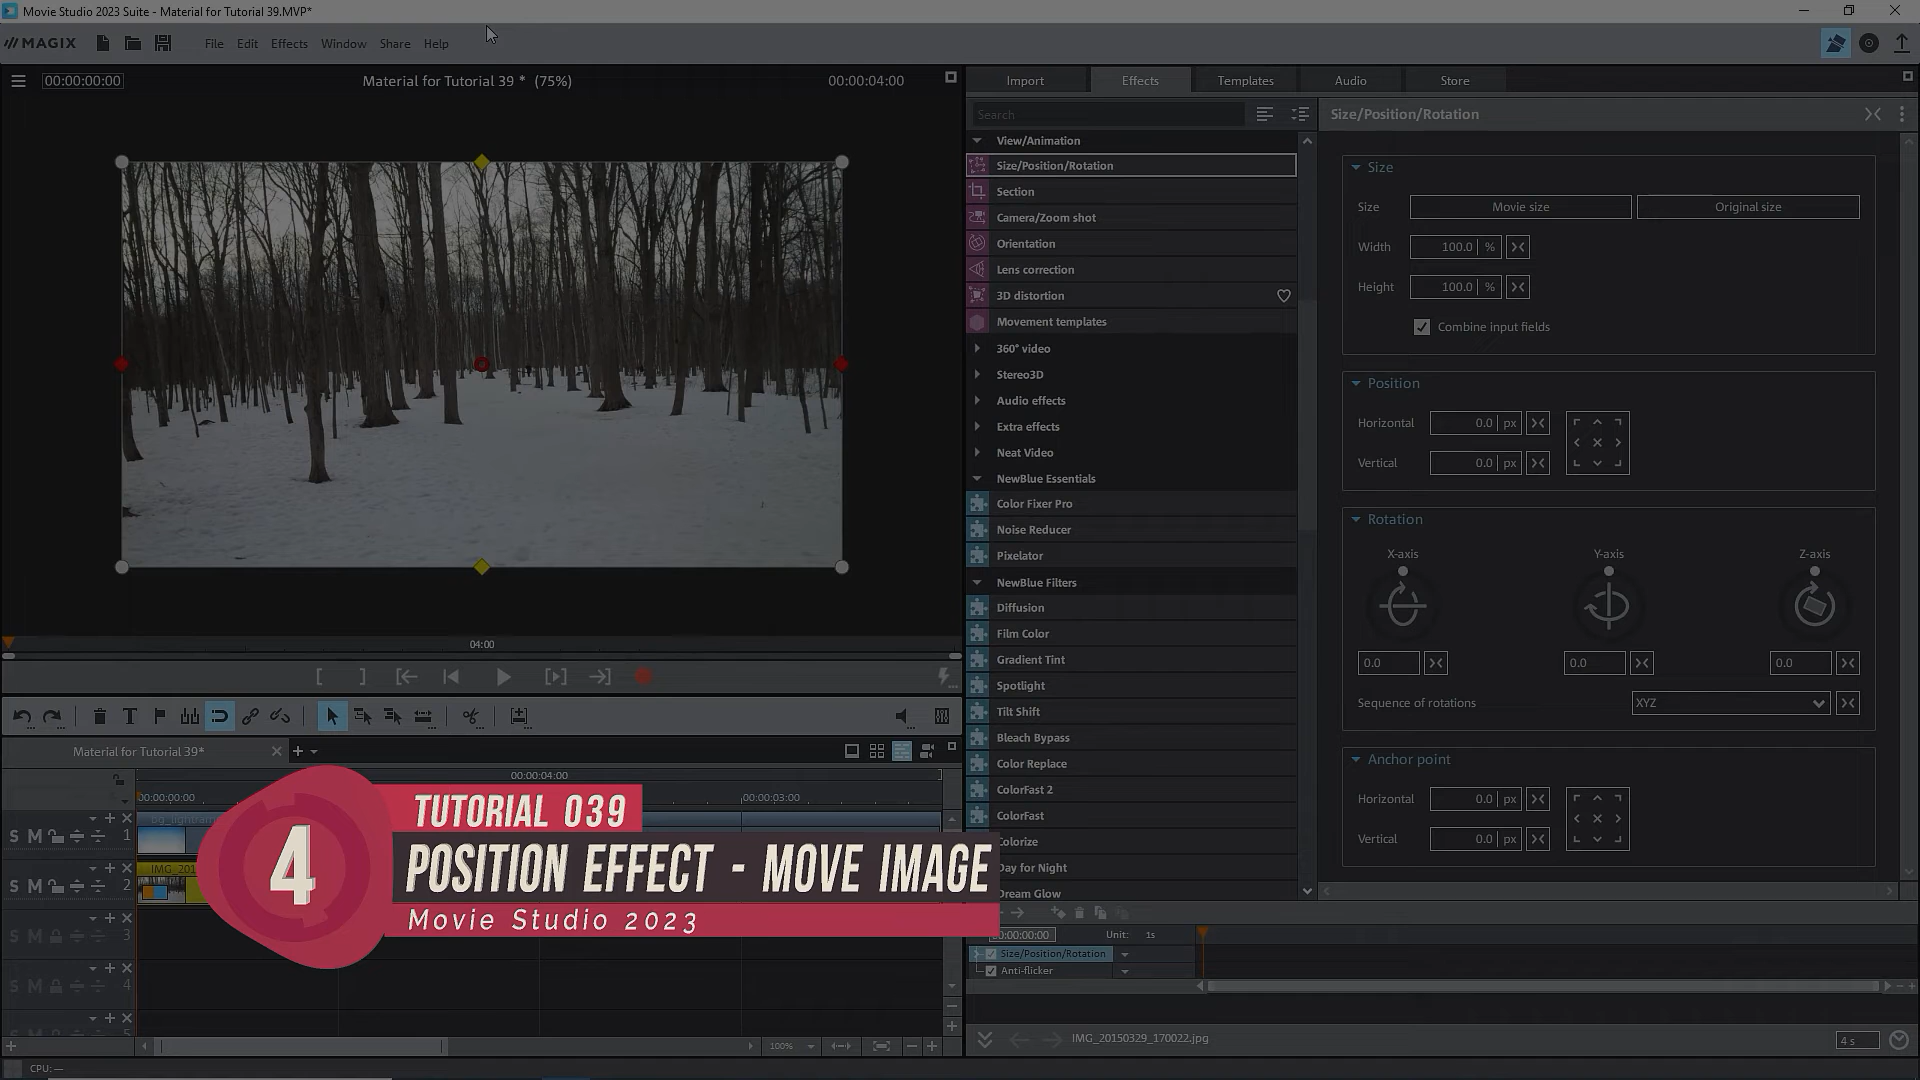 Movie Studio 2023 Suite - Material for Tutorial 39.MVP*
MAGIX
File Edit Effects Window Share Help
00:00:00:00
Material for Tutorial 39 * (75%)
00:00:04:00
Import Effects Templates Audio Store
Search
View/Animation
Size/Position/Rotation
Section
Camera/Zoom shot
Orientation
Lens correction
3D distortion
Movement templates
360° video
Stereo3D
Audio effects
Extra effects
Neat Video
NewBlue Essentials
Color Fixer Pro
Noise Reducer
Pixelator
NewBlue Filters
Diffusion
Film Color
Gradient Tint
Spotlight
Tilt Shift
Bleach Bypass
Color Replace
ColorFast 2
ColorFast
Colorize
Day for Night
Dream Glow
Size/Position/Rotation
Size
Size Movie size Original size
Width 100.0 %
Height 100.0 %
Combine input fields
Position
Horizontal 0.0 px
Vertical 0.0 px
Rotation
X-axis Y-axis Z-axis
0.0 0.0 0.0
Sequence of rotations XYZ
Anchor point
Horizontal 0.0 px
Vertical 0.0 px
04:00
Material for Tutorial 39*
00:00:04:00
00:00:00:00 00:00:03:00
S M 1
S M 2
IMG_201
S M 3
S M 4
TUTORIAL 039
4
POSITION EFFECT - MOVE IMAGE
Movie Studio 2023
00:00:00:00 Unit: 1s
Size/Position/Rotation
Anti-flicker
100%
IMG_20150329_170022.jpg
4 s
CPU: —